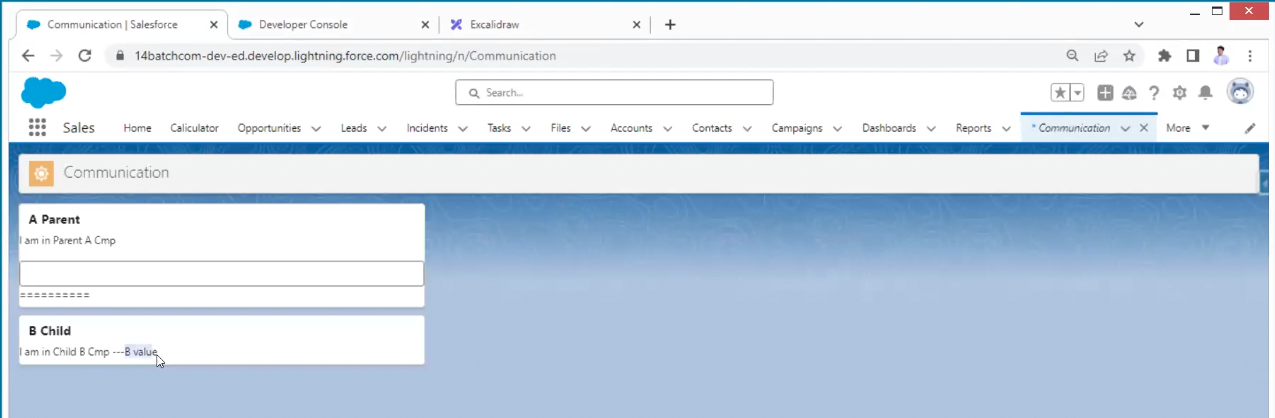 Communication | Salesforce
Developer Console
Excalidraw
14batchcom-dev-ed.develop.lightning.force.com/lightning/n/Communication
Search...
Sales Home Calriculator Opportunities Leads Incidents Tasks Files Accounts Contacts Campaigns Dashboards Reports * Communication More
Communication
A Parent
I am in Parent A Cmp
==========
B Child
I am in Child B Cmp ---B value